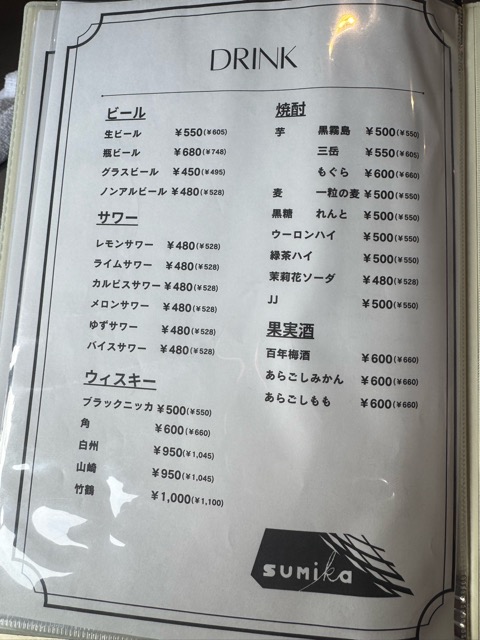 DRINK
ビール
生ビール ￥550(￥605)
瓶ビール ￥680(￥748)
グラスビール ￥450(￥495)
ノンアルビール ￥480(￥528)
サワー
レモンサワー ￥480(￥528)
ライムサワー ￥480(￥528)
カルピスサワー ￥480(￥528)
メロンサワー ￥480(￥528)
ゆずサワー ￥480(￥528)
バイスサワー ￥480(￥528)
ウィスキー
ブラックニッカ ￥500(￥550)
角 ￥600(￥660)
白州 ￥950(￥1,045)
山崎 ￥950(￥1,045)
竹鶴 ￥1,000(￥1,100)
焼酎
芋 黒霧島 ￥500(￥550)
三岳 ￥550(￥605)
もぐら ￥600(￥660)
麦 一粒の麦 ￥500(￥550)
黒糖 れんと ￥500(￥550)
ウーロンハイ ￥500(￥550)
緑茶ハイ ￥500(￥550)
茉莉花ソーダ ￥480(￥528)
JJ ￥500(￥550)
果実酒
百年梅酒 ￥600(￥660)
あらごしみかん ￥600(￥660)
あらごしもも ￥600(￥660)
sumika